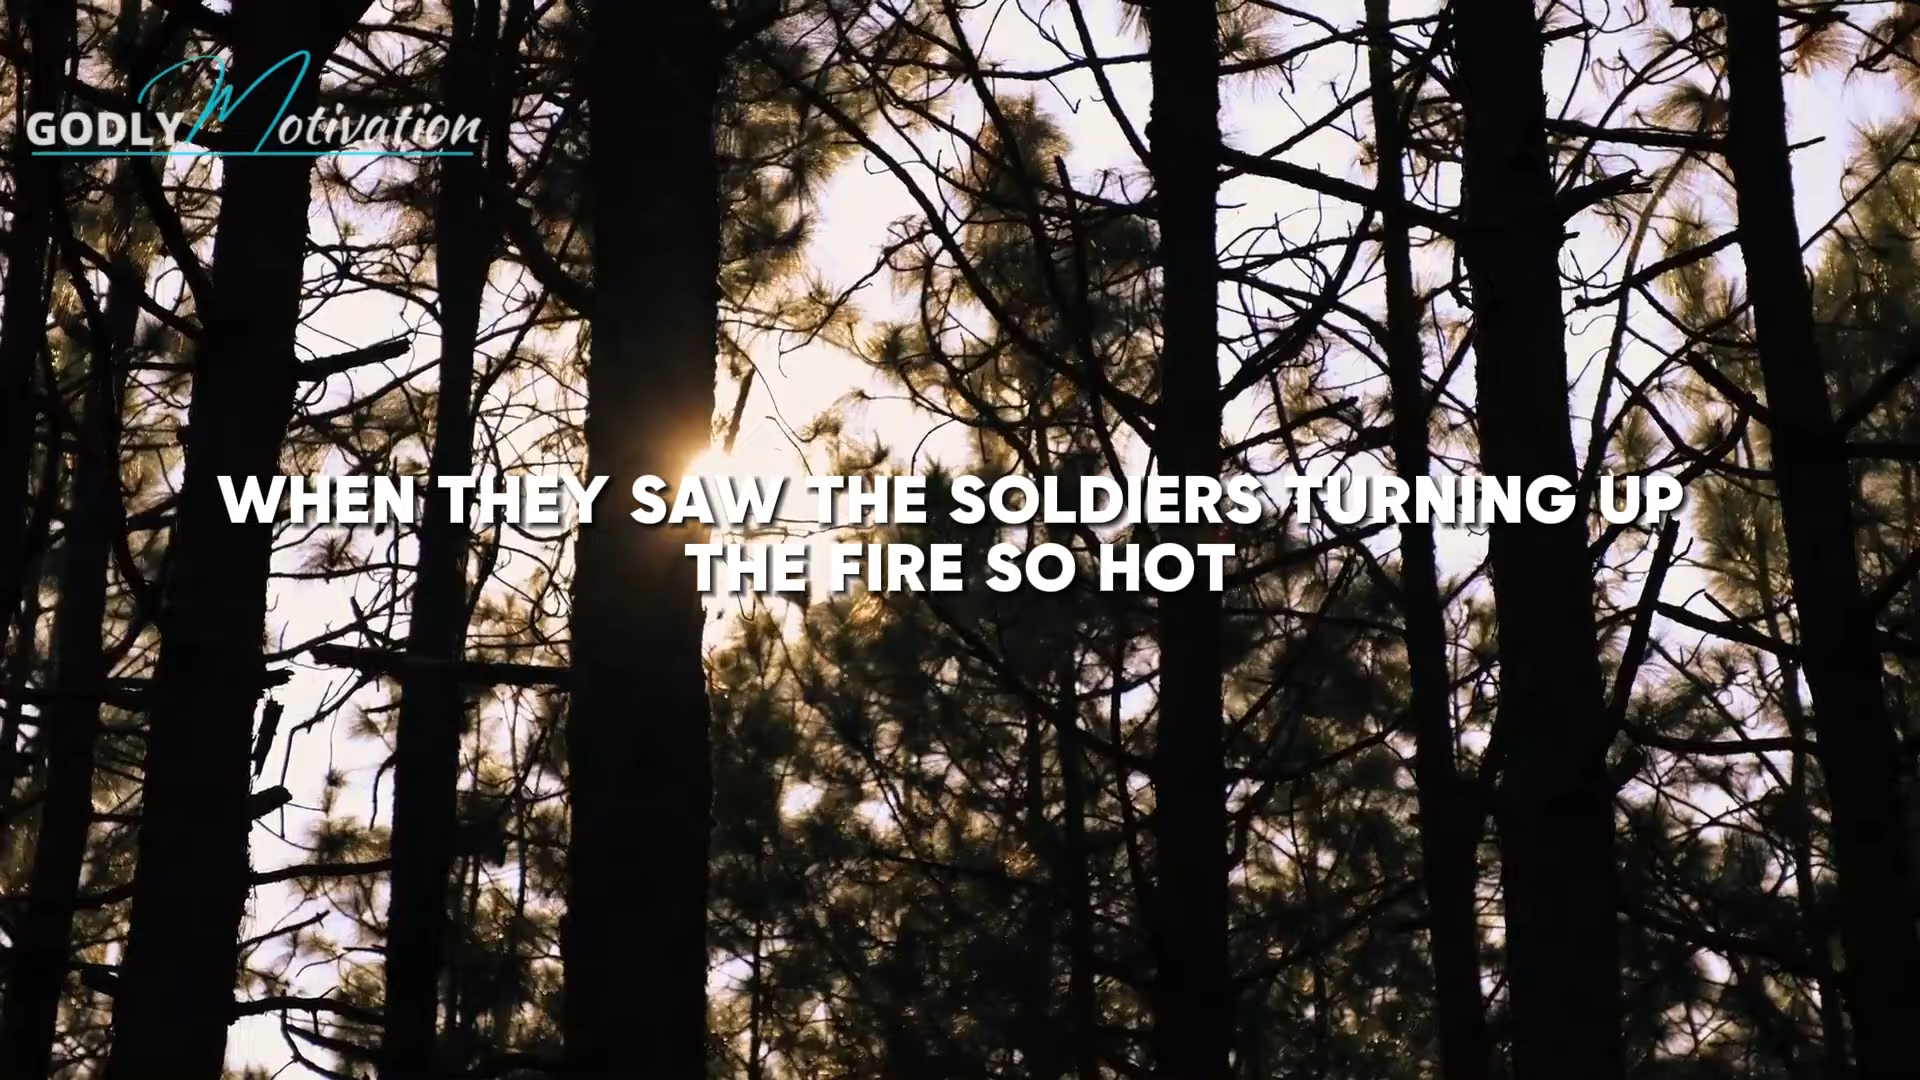 GODLY Motivation
WHEN THEY SAW THE SOLDIERS TURNING UP
THE FIRE SO HOT